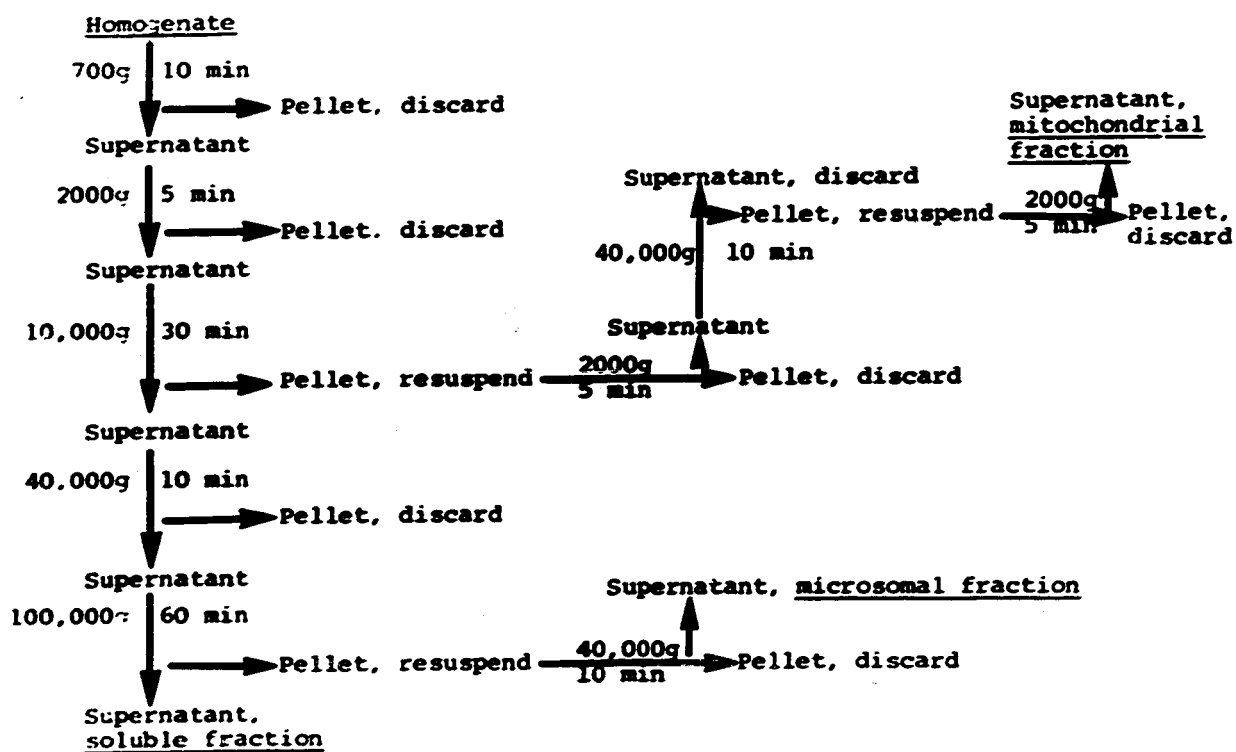 Homogenate
700g 10 min
Pellet, discard
Supernatant
2000g 5 min
Pellet. discard
Supernatant
10,000g 30 min
Pellet, resuspend
2000g
5 min
Pellet, discard
Supernatant
40,000g 10 min
Supernatant, discard
Pellet, resuspend
2000g
5 min
Pellet,
discard
Supernatant,
mitochondrial
fraction
Supernatant
40.000g 10 min
Pellet, discard
Supernatant
100,000g 60 min
Pellet, resuspend
40,000g
10 min
Pellet, discard
Supernatant, microsomal fraction
Supernatant,
soluble fraction